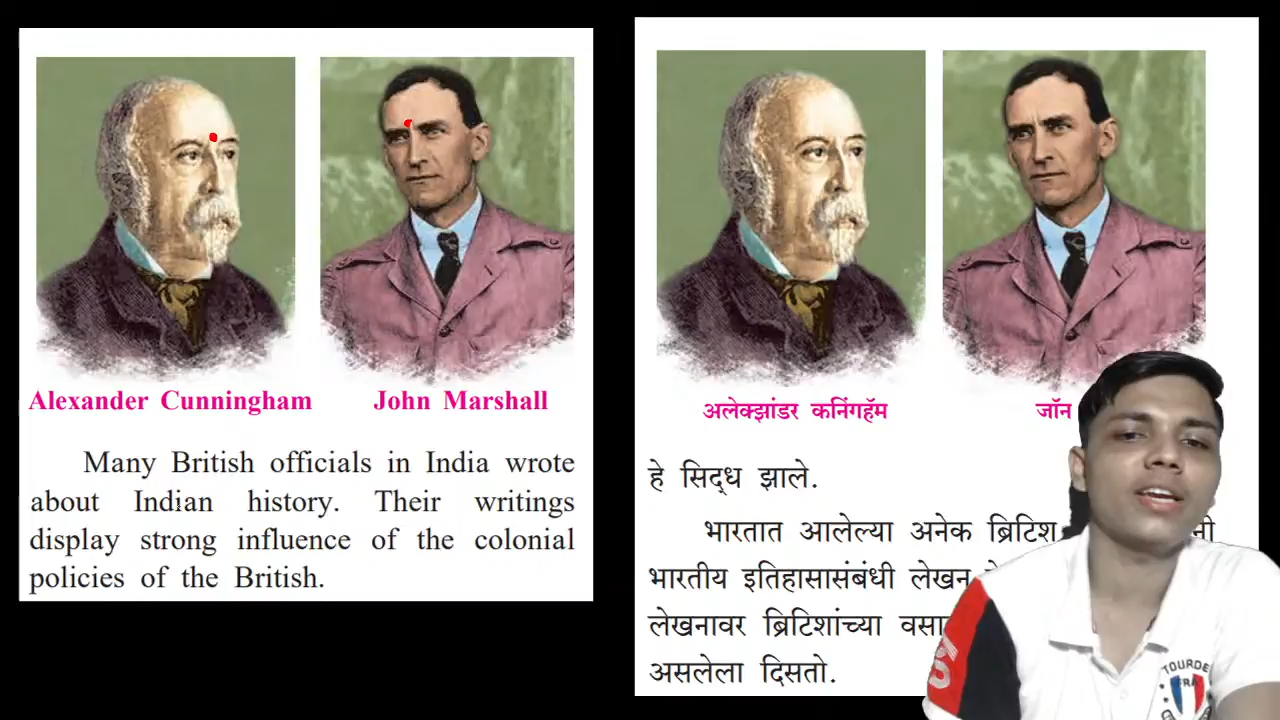 Alexander Cunningham
John Marshall
Many British officials in India wrote
about Indian history. Their writings
display strong influence of the colonial
policies of the British.
अलेक्झांडर कनिंगहॅम
जॉन
हे सिद्ध झाले.
भारतात आलेल्या अनेक ब्रिटिश
भारतीय इतिहासासंबंधी लेखन
लेखनावर ब्रिटिशांच्या
असलेला दिसतो.
TOURDE
FRA